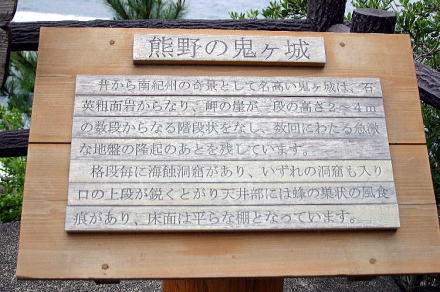 熊野の鬼ヶ城
昔から南紀州の奇景として名高い鬼ヶ城は、石
英粗面岩からなり、岬の崖が一段の高さ2〜4m
の数段からなる階段状をなし、数回にわたる急激
な地盤の隆起のあとを残しています。
格段毎に海蝕洞窟があり、いずれの洞窟も入り
口の上段が鋭くとがり天井部には蜂の巣状の風食
痕があり、床面は平らな棚となっています。